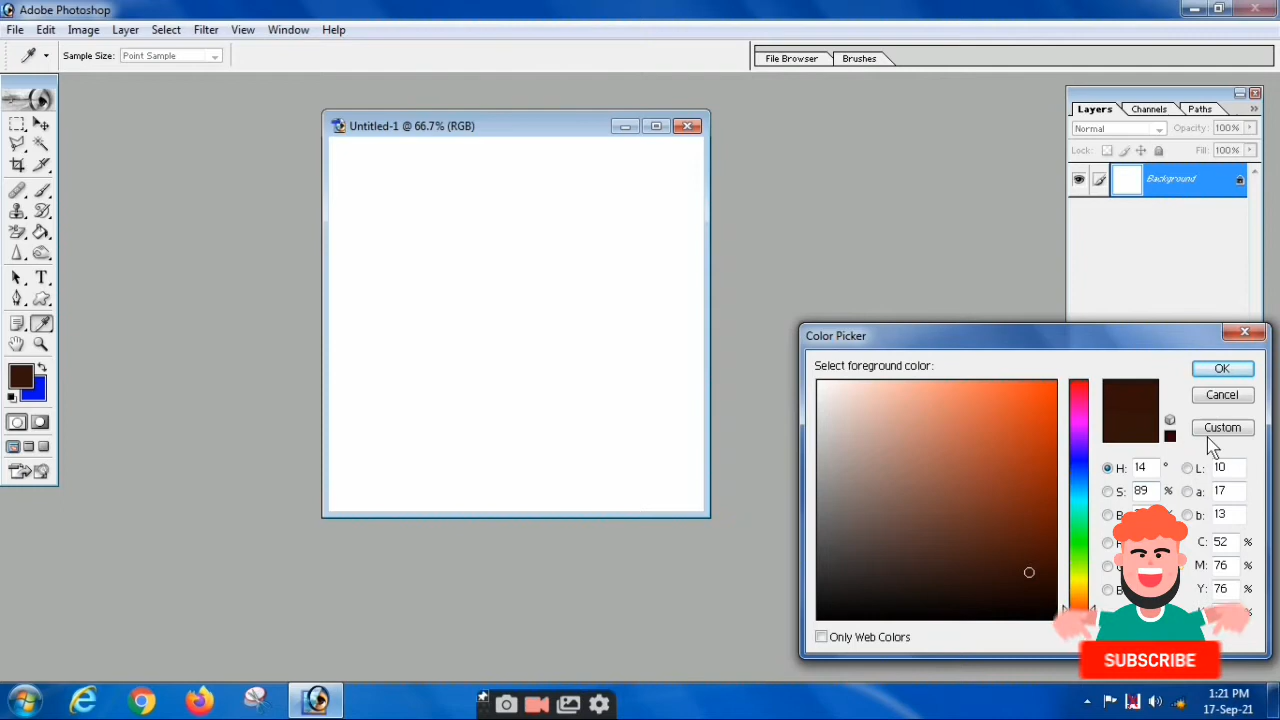 Adobe Photoshop
File Edit Image Layer Select Filter View Window Help
Sample Size: Point Sample
File Browser Brushes
Untitled-1 @ 66.7% (RGB)
Layers Channels Paths
Normal Opacity: 100%
Lock: Fill: 100%
Background
T
Color Picker
Select foreground color:
OK
Cancel
Custom
H: 14 ° L: 10
S: 89 % a: 17
B b: 13
C: 52 %
M: 76 %
B Y: 76 %
%
Only Web Colors
SUBSCRIBE
1:21 PM
17-Sep-21